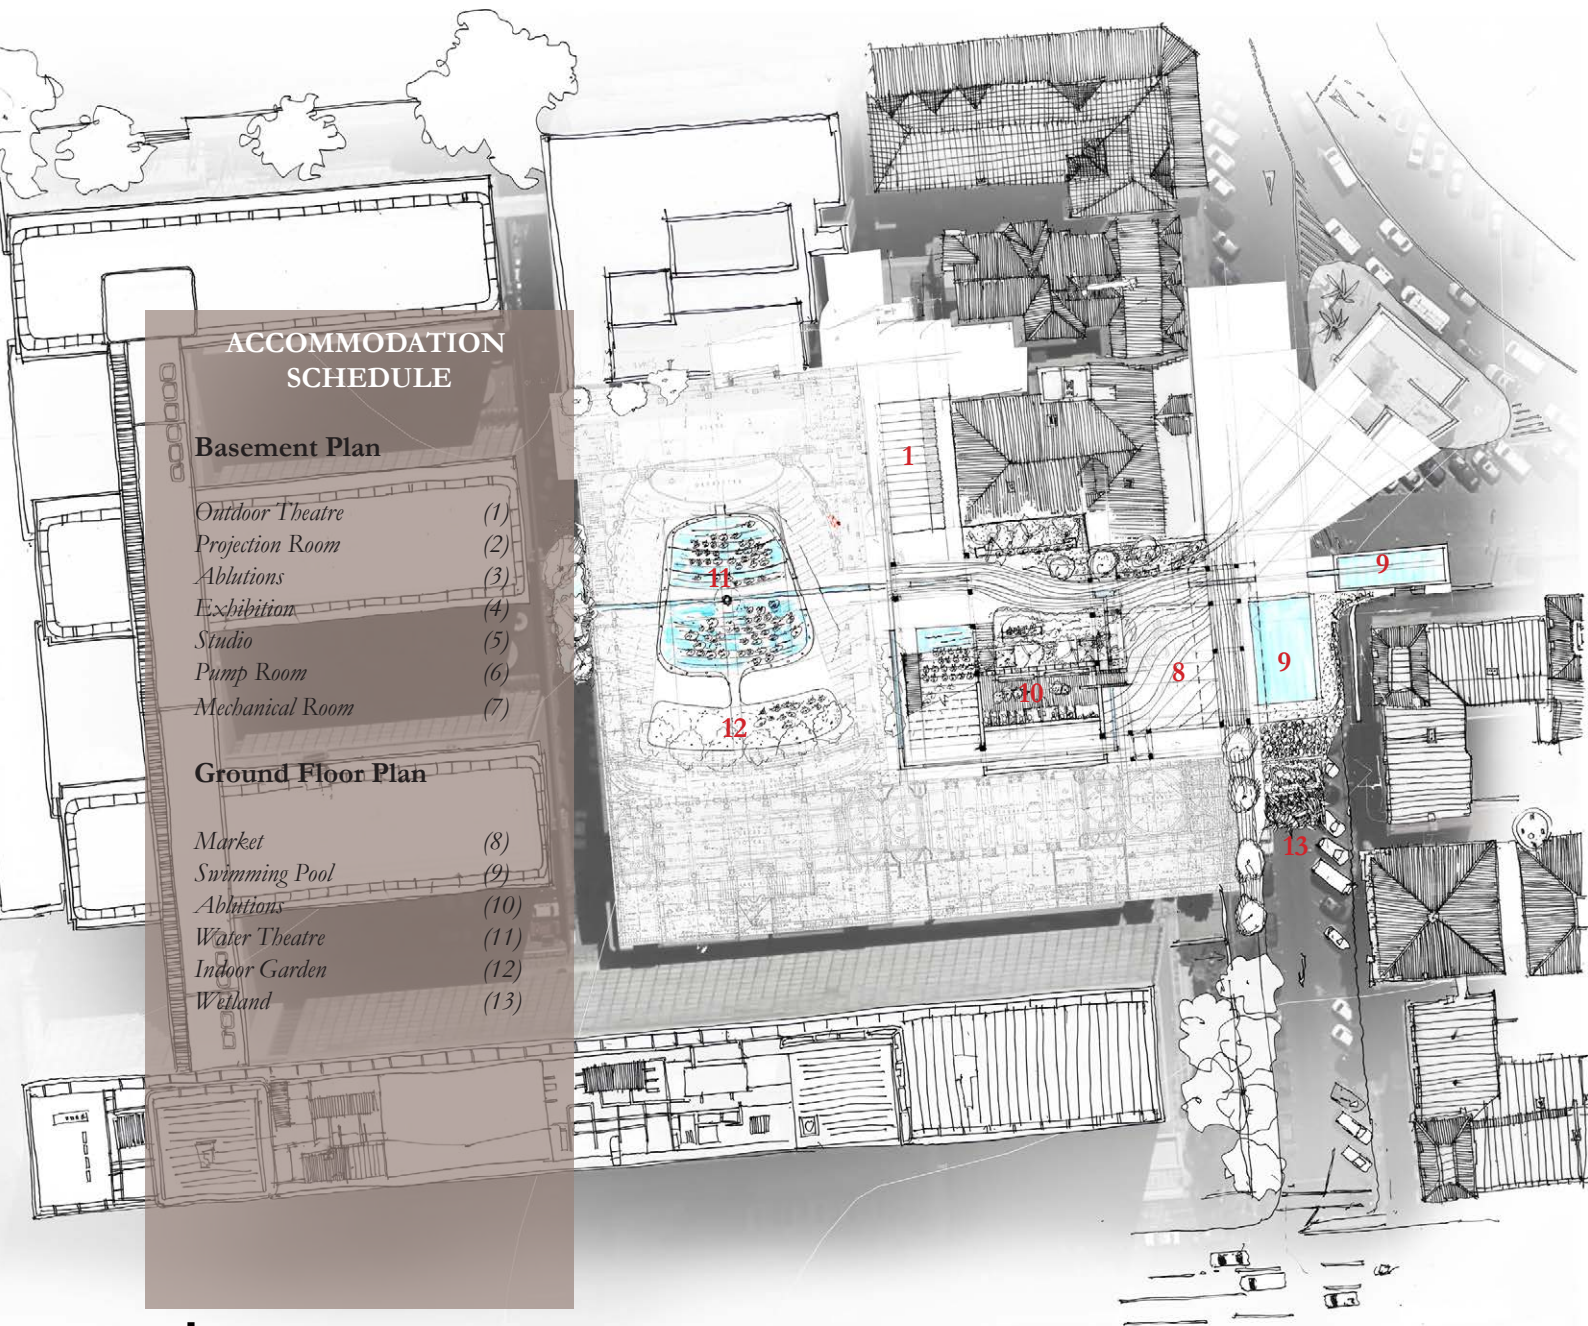 ACCOMMODATION
SCHEDULE
Basement Plan
Outdoor Theatre (1)
Projection Room (2)
Ablutions (3)
Exhibition (4)
Studio (5)
Pump Room (6)
Mechanical Room (7)
Ground Floor Plan
Market (8)
Swimming Pool (9)
Ablutions (10)
Water Theatre (11)
Indoor Garden (12)
Wetland (13)
1
9
11
9
8
10
12
13